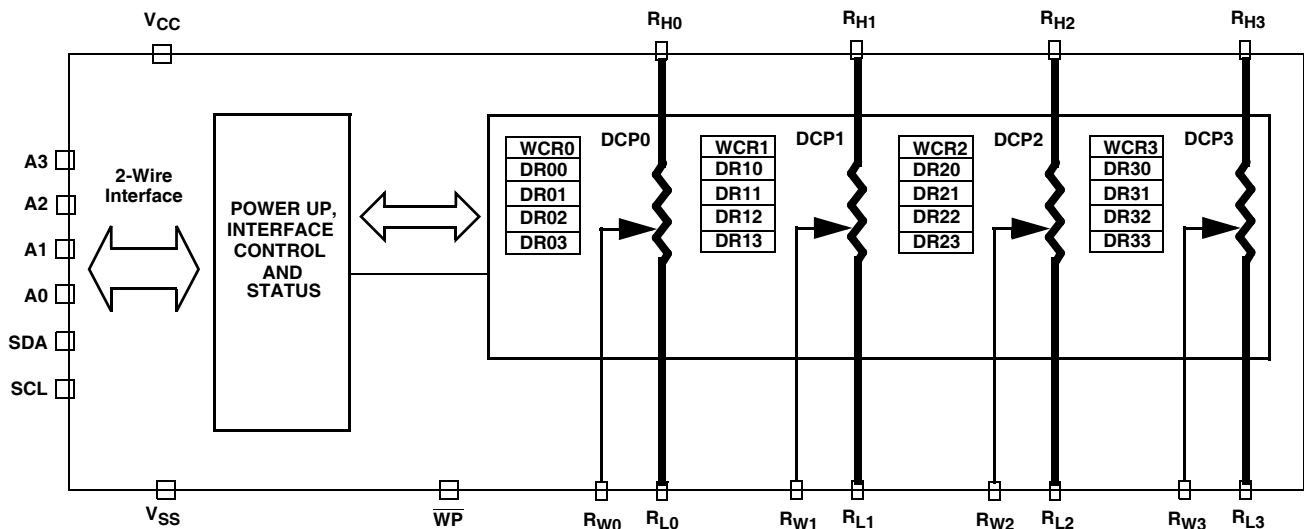 VCC
RH0
RH1
RH2
RH3
A3
A2
A1
A0
SDA
SCL
2-Wire
Interface
POWER UP,
INTERFACE
CONTROL
AND
STATUS
WCR0
DR00
DR01
DR02
DR03
DCP0
WCR1
DR10
DR11
DR12
DR13
DCP1
WCR2
DR20
DR21
DR22
DR23
DCP2
WCR3
DR30
DR31
DR32
DR33
DCP3
VSS
WP
RW0
RL0
RW1
RL1
RW2
RL2
RW3
RL3